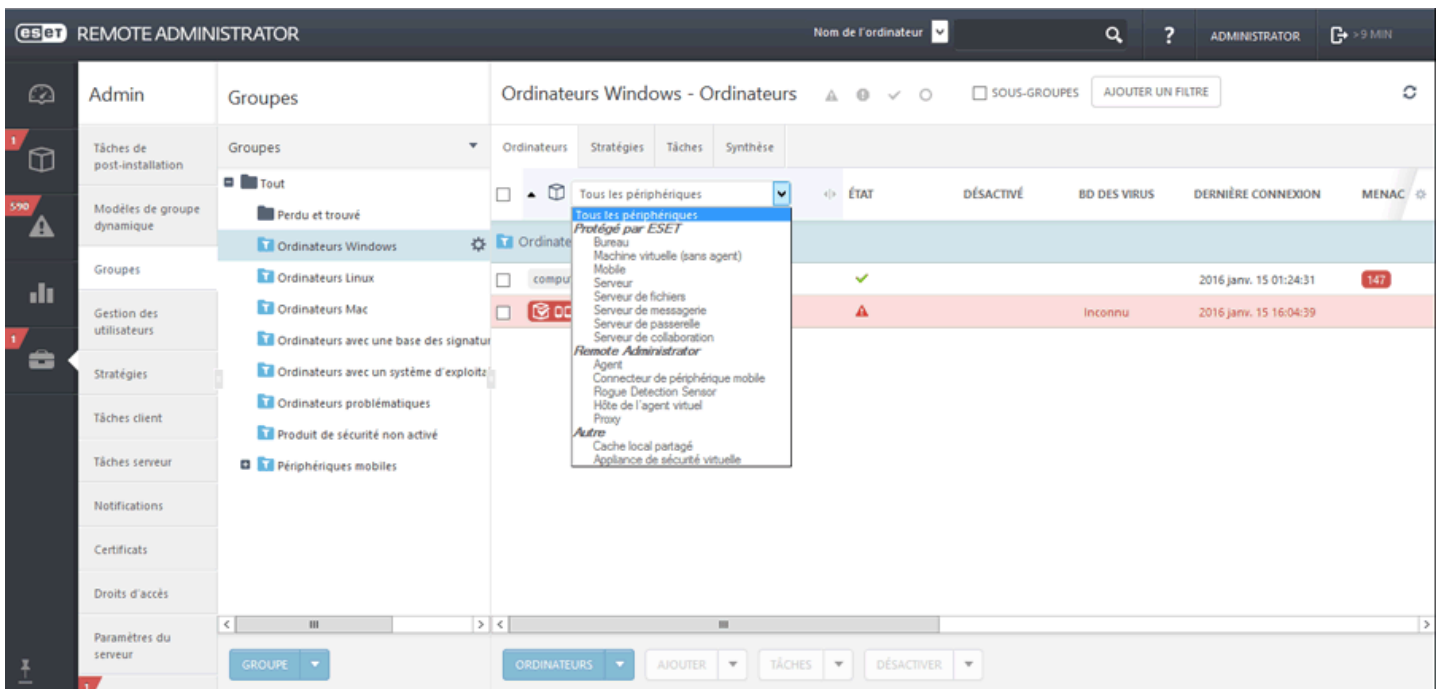 eset REMOTE ADMINISTRATOR
Nom de l'ordinateur
?
ADMINISTRATOR
>9 MIN
1
590
1
Admin
Tâches de
post-installation
Modèles de groupe
dynamique
Groupes
Gestion des
utilisateurs
Stratégies
Tâches client
Tâches serveur
Notifications
Certificats
Droits d'accès
Paramètres du
serveur
1
Groupes
Groupes
Tout
Perdu et trouvé
Ordinateurs Windows
Ordinateurs Linux
Ordinateurs Mac
Ordinateurs avec une base des signatur
Ordinateurs avec un système d'exploita
Ordinateurs problématiques
Produit de sécurité non activé
Périphériques mobiles
GROUPE
Ordinateurs Windows - Ordinateurs
SOUS-GROUPES
AJOUTER UN FILTRE
Ordinateurs Stratégies Tâches Synthèse
Tous les périphériques
ÉTAT DÉSACTIVÉ BD DES VIRUS DERNIÈRE CONNEXION MENAC
Tous les périphériques
Protégé par ESET
Bureau
Machine virtuelle (sans agent)
Mobile
Serveur
Serveur de fichiers
Serveur de messagerie
Serveur de passerelle
Serveur de collaboration
Remote Administrator
Agent
Connecteur de périphérique mobile
Rogue Detection Sensor
Hôte de l'agent virtuel
Proxy
Autre
Cache local partagé
Appliance de sécurité virtuelle
Ordinate
compu
2016 janv. 15 01:24:31
147
Inconnu
2016 janv. 15 16:04:39
ORDINATEURS AJOUTER TÂCHES DÉSACTIVER